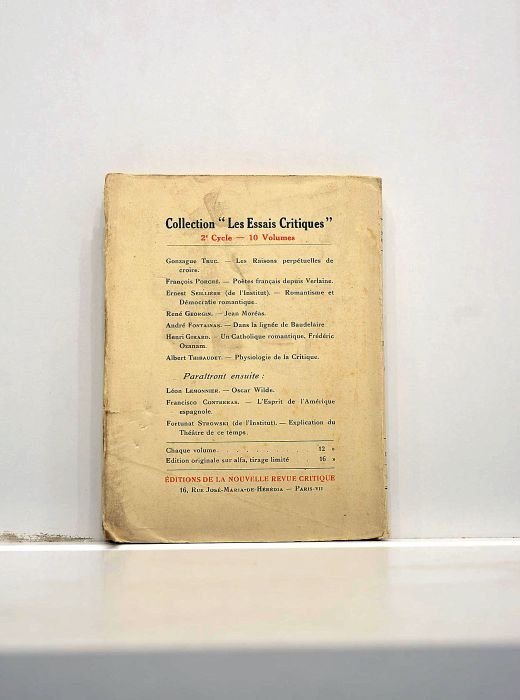 Collection “ Les Essais Critiques ”
2e Cycle — 10 Volumes
Gonzague Truc. — Les Raisons perpétuelles de
croire.
François Porché. — Poètes français depuis Verlaine.
Ernest Seillière (de l'Institut). — Romantisme et
Démocratie romantique.
René Georgin. — Jean Moréas.
André Fontainas. — Dans la lignée de Baudelaire
Henri Girard. — Un Catholique romantique, Frédéric
Ozanam.
Albert Thibaudet. — Physiologie de la Critique.
Paraîtront ensuite :
Léon Lemonnier. — Oscar Wilde.
Francisco Contreras. — L'Esprit de l'Amérique
espagnole.
Fortunat Strowski (de l'Institut). — Explication du
Théâtre de ce temps.
Chaque volume . . . . . . . . 12 »
Edition originale sur alfa, tirage limité . . . 16 »
ÉDITIONS DE LA NOUVELLE REVUE CRITIQUE
16, Rue José-Maria-de-Hérédia — Paris-vii